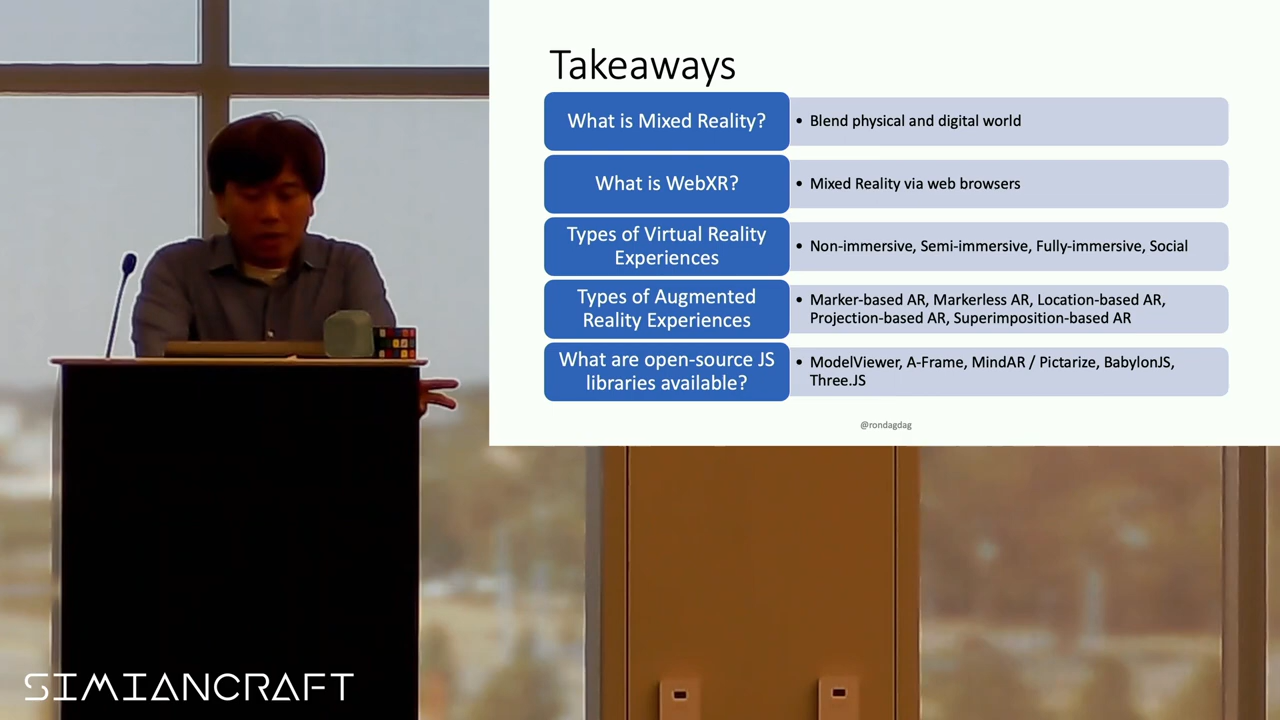 Takeaways
What is Mixed Reality?
• Blend physical and digital world
What is WebXR?
• Mixed Reality via web browsers
Types of Virtual Reality
Experiences
• Non-immersive, Semi-immersive, Fully-immersive, Social
Types of Augmented
Reality Experiences
• Marker-based AR, Markerless AR, Location-based AR,
Projection-based AR, Superimposition-based AR
What are open-source JS
libraries available?
• ModelViewer, A-Frame, MindAR / Pictarize, BabylonJS,
Three.JS
@rondagdag
SIMIANCRAFT